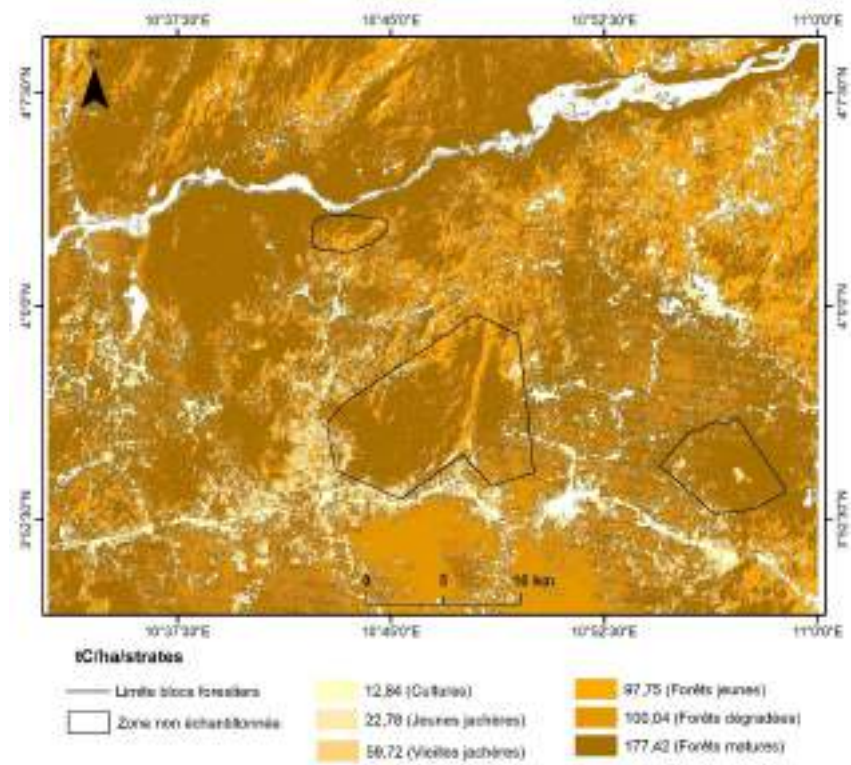 10°37'30"E 10°45'0"E 10°52'30"E 11°0'0"E
4°7'30"N 4°7'30"N
4°0'0"N 4°0'0"N
3°52'30"N 3°52'30"N
0 5 10 km
10°37'30"E 10°45'0"E 10°52'30"E 11°0'0"E
tC/ha/strates
Limite blocs forestiers
Zone non échantillonnée
12,84 (Cultures)
22,78 (Jeunes jachères)
59,72 (Vieilles jachères)
97,75 (Forêts jeunes)
100,04 (Forêts dégradées)
177,42 (Forêts matures)